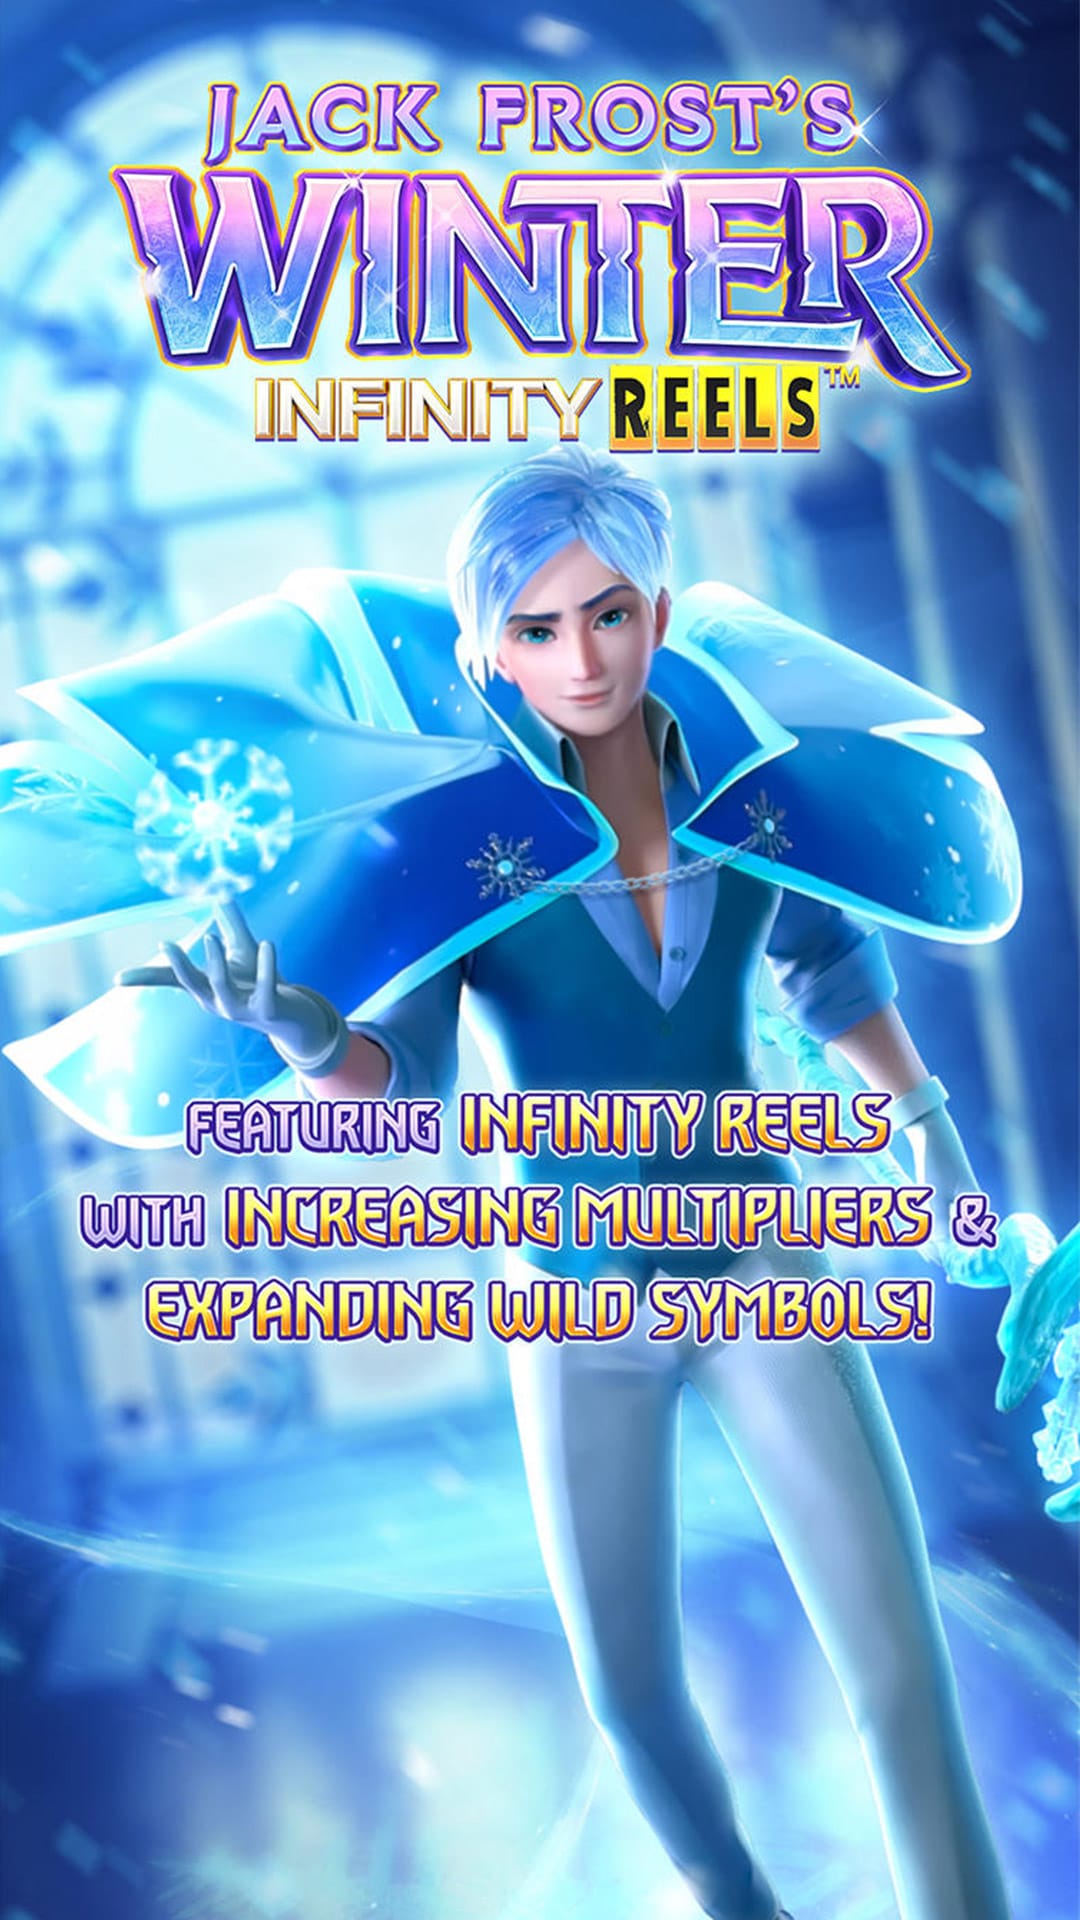 JACK FROST'S
WINTER
INFINITY REELS™
FEATURING INFINITY REELS
WITH INCREASING MULTIPLIERS &
EXPANDING WILD SYMBOLS!